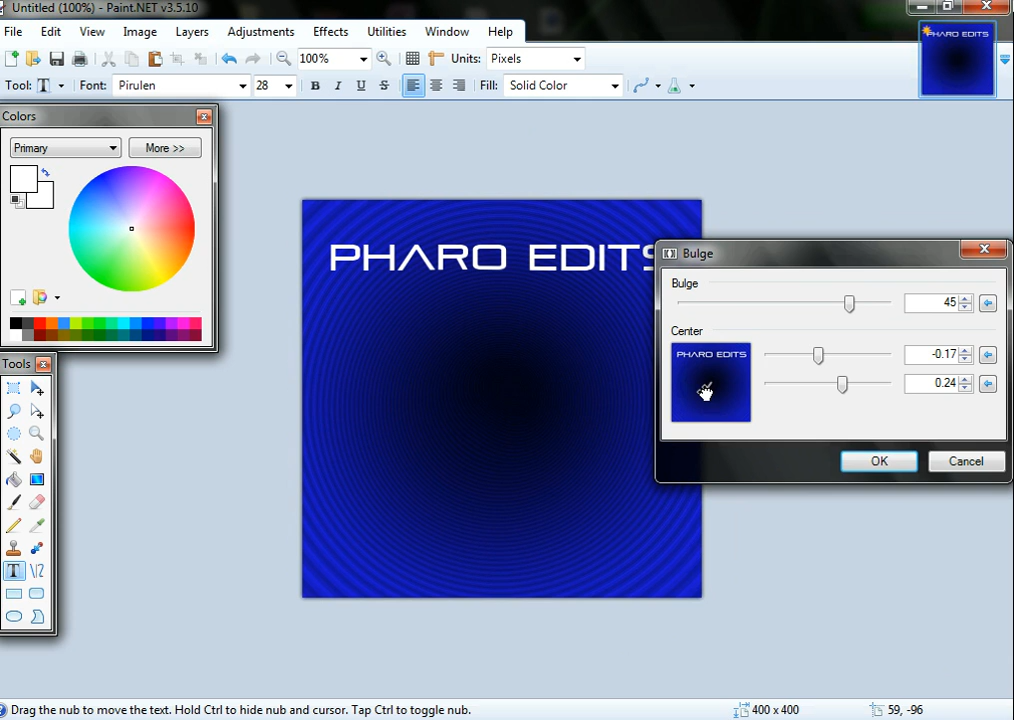 Untitled (100%) - Paint.NET v3.5.10
File Edit View Image Layers Adjustments Effects Utilities Window Help
100% Units: Pixels
Tool: T Font: Pirulen 28 B I U S Fill: Solid Color
PHARO EDITS
Colors
Primary More >>
PHARO EDITS
Bulge
Bulge
45
Center
PHARO EDITS
-0.17
0.24
OK Cancel
Tools
T
Drag the nub to move the text. Hold Ctrl to hide nub and cursor. Tap Ctrl to toggle nub. 400 x 400 59, -96